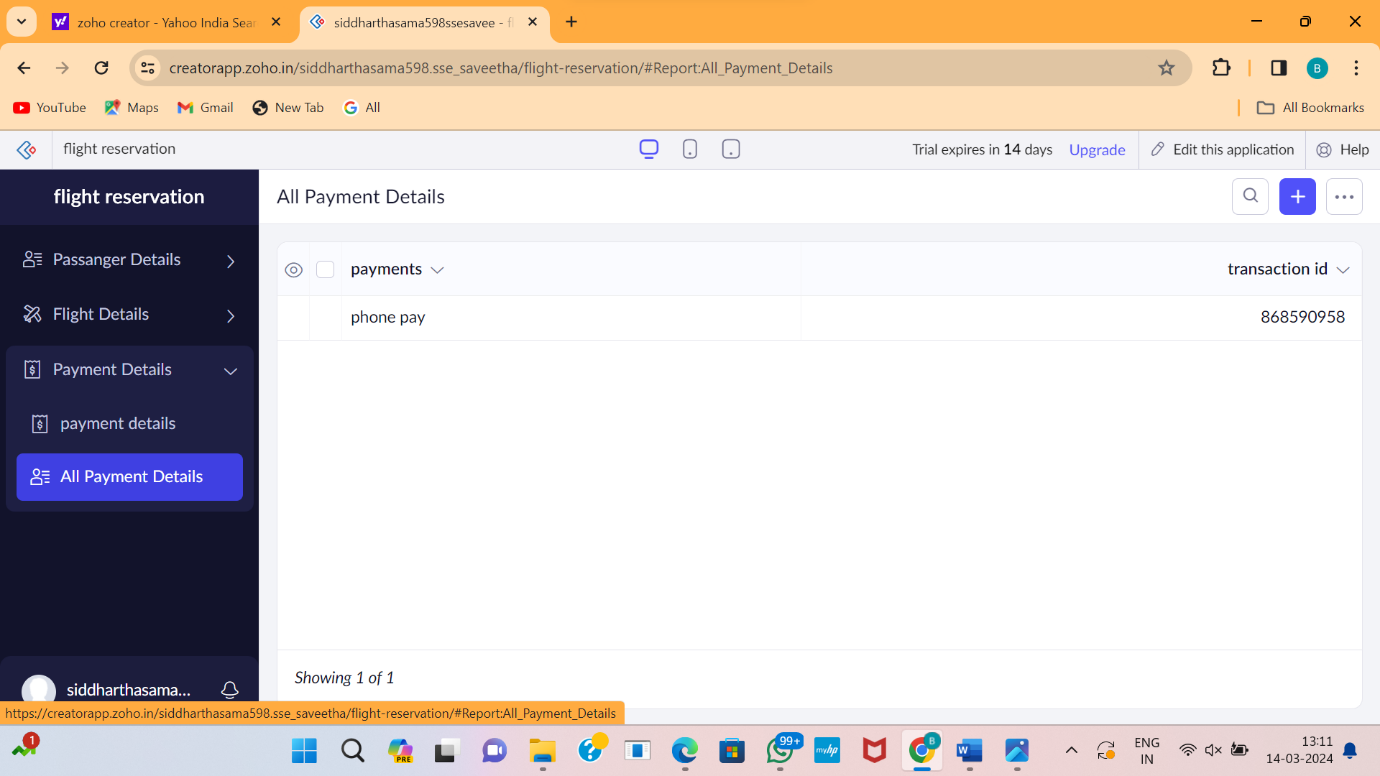 zoho creator - Yahoo India Sear
siddharthasama598ssesavee - fl
creatorapp.zoho.in/siddharthasama598.sse_saveetha/flight-reservation/#Report:All_Payment_Details
B
YouTube
Maps
Gmail
New Tab
All
All Bookmarks
flight reservation
Trial expires in 14 days
Upgrade
Edit this application
Help
flight reservation
All Payment Details
Passanger Details
Flight Details
Payment Details
payment details
All Payment Details
payments
transaction id
phone pay
868590958
Showing 1 of 1
siddharthasama...
https://creatorapp.zoho.in/siddharthasama598.sse_saveetha/flight-reservation/#Report:All_Payment_Details
1
PRE
99+
myhp
B
W
ENG
IN
13:11
14-03-2024